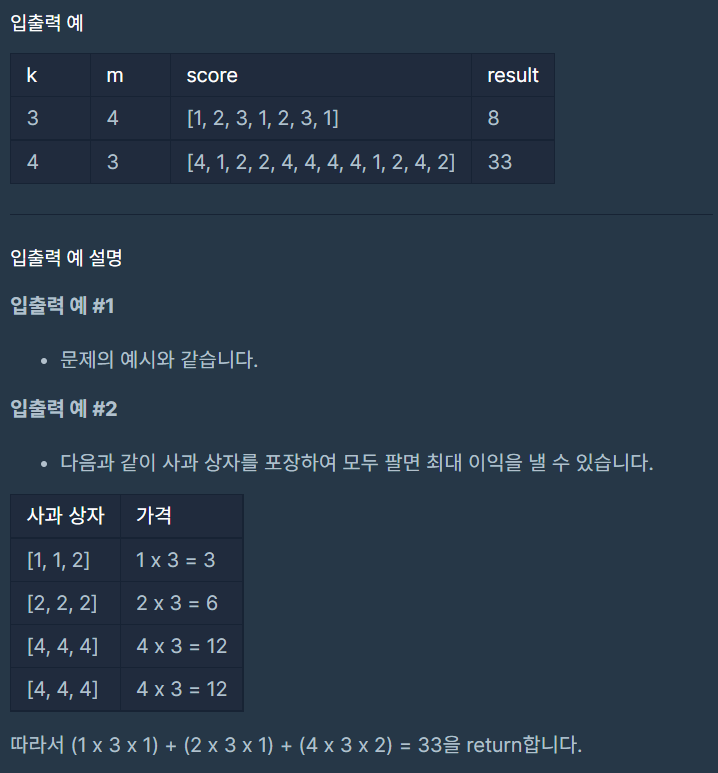 입출력 예
k m score result
3 4 [1, 2, 3, 1, 2, 3, 1] 8
4 3 [4, 1, 2, 2, 4, 4, 4, 4, 1, 2, 4, 2] 33
입출력 예 설명
입출력 예 #1
• 문제의 예시와 같습니다.
입출력 예 #2
• 다음과 같이 사과 상자를 포장하여 모두 팔면 최대 이익을 낼 수 있습니다.
사과 상자 가격
[1, 1, 2] 1 x 3 = 3
[2, 2, 2] 2 x 3 = 6
[4, 4, 4] 4 x 3 = 12
[4, 4, 4] 4 x 3 = 12
따라서 (1 x 3 x 1) + (2 x 3 x 1) + (4 x 3 x 2) = 33을 return합니다.